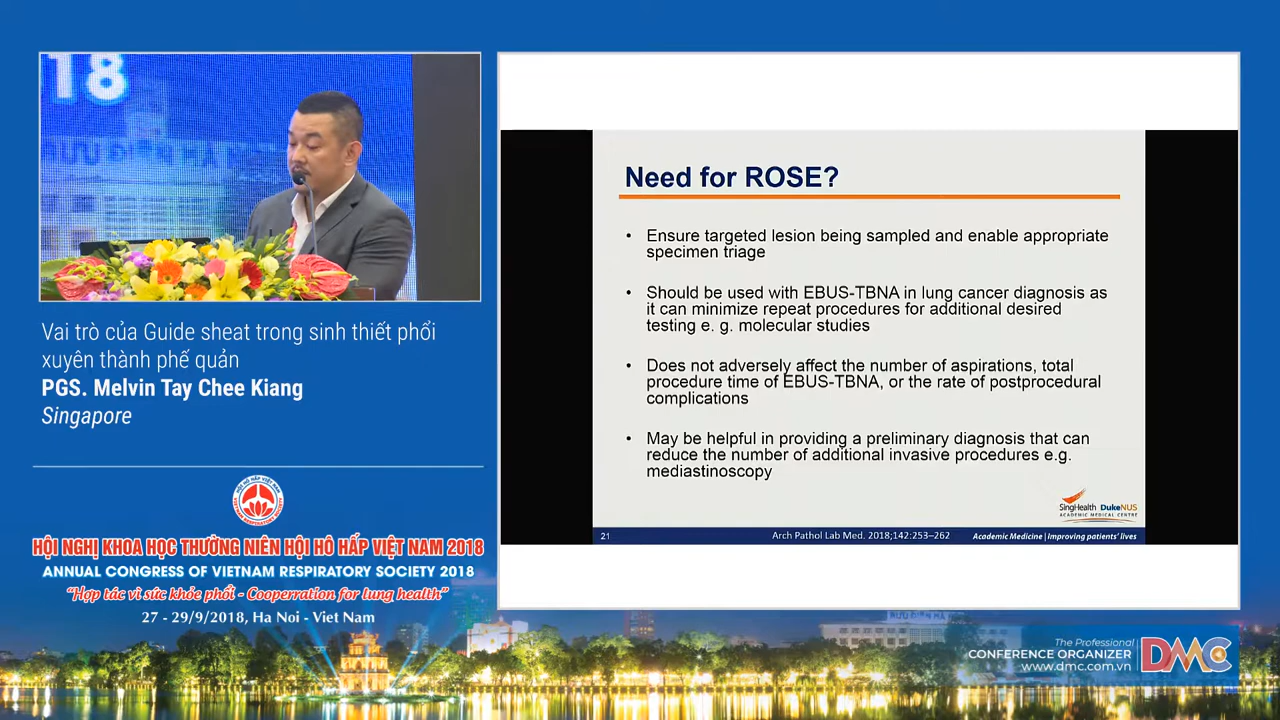 18
Vai trò của Guide sheat trong sinh thiết phổi
xuyên thành phế quản
PGS. Melvin Tay Chee Kiang
Singapore
HỘI HÔ HẤP VIỆT NAM
VIETNAM RESPIRATORY SOCIETY
HỘI NGHỊ KHOA HỌC THƯỜNG NIÊN HỘI HÔ HẤP VIỆT NAM 2018
ANNUAL CONGRESS OF VIETNAM RESPIRATORY SOCIETY 2018
“Hợp tác vì sức khỏe phổi - Cooperration for lung health”
27 - 29/9/2018, Ha Noi - Viet Nam
Need for ROSE?
• Ensure targeted lesion being sampled and enable appropriate
specimen triage
• Should be used with EBUS-TBNA in lung cancer diagnosis as
it can minimize repeat procedures for additional desired
testing e. g. molecular studies
• Does not adversely affect the number of aspirations, total
procedure time of EBUS-TBNA, or the rate of postprocedural
complications
• May be helpful in providing a preliminary diagnosis that can
reduce the number of additional invasive procedures e.g.
mediastinoscopy
SingHealth DukeNUS
ACADEMIC MEDICAL CENTRE
21 Arch Pathol Lab Med. 2018;142:253–262 Academic Medicine | Improving patients' lives
The Professional
CONFERENCE ORGANIZER
www.dmc.com.vn
DMC